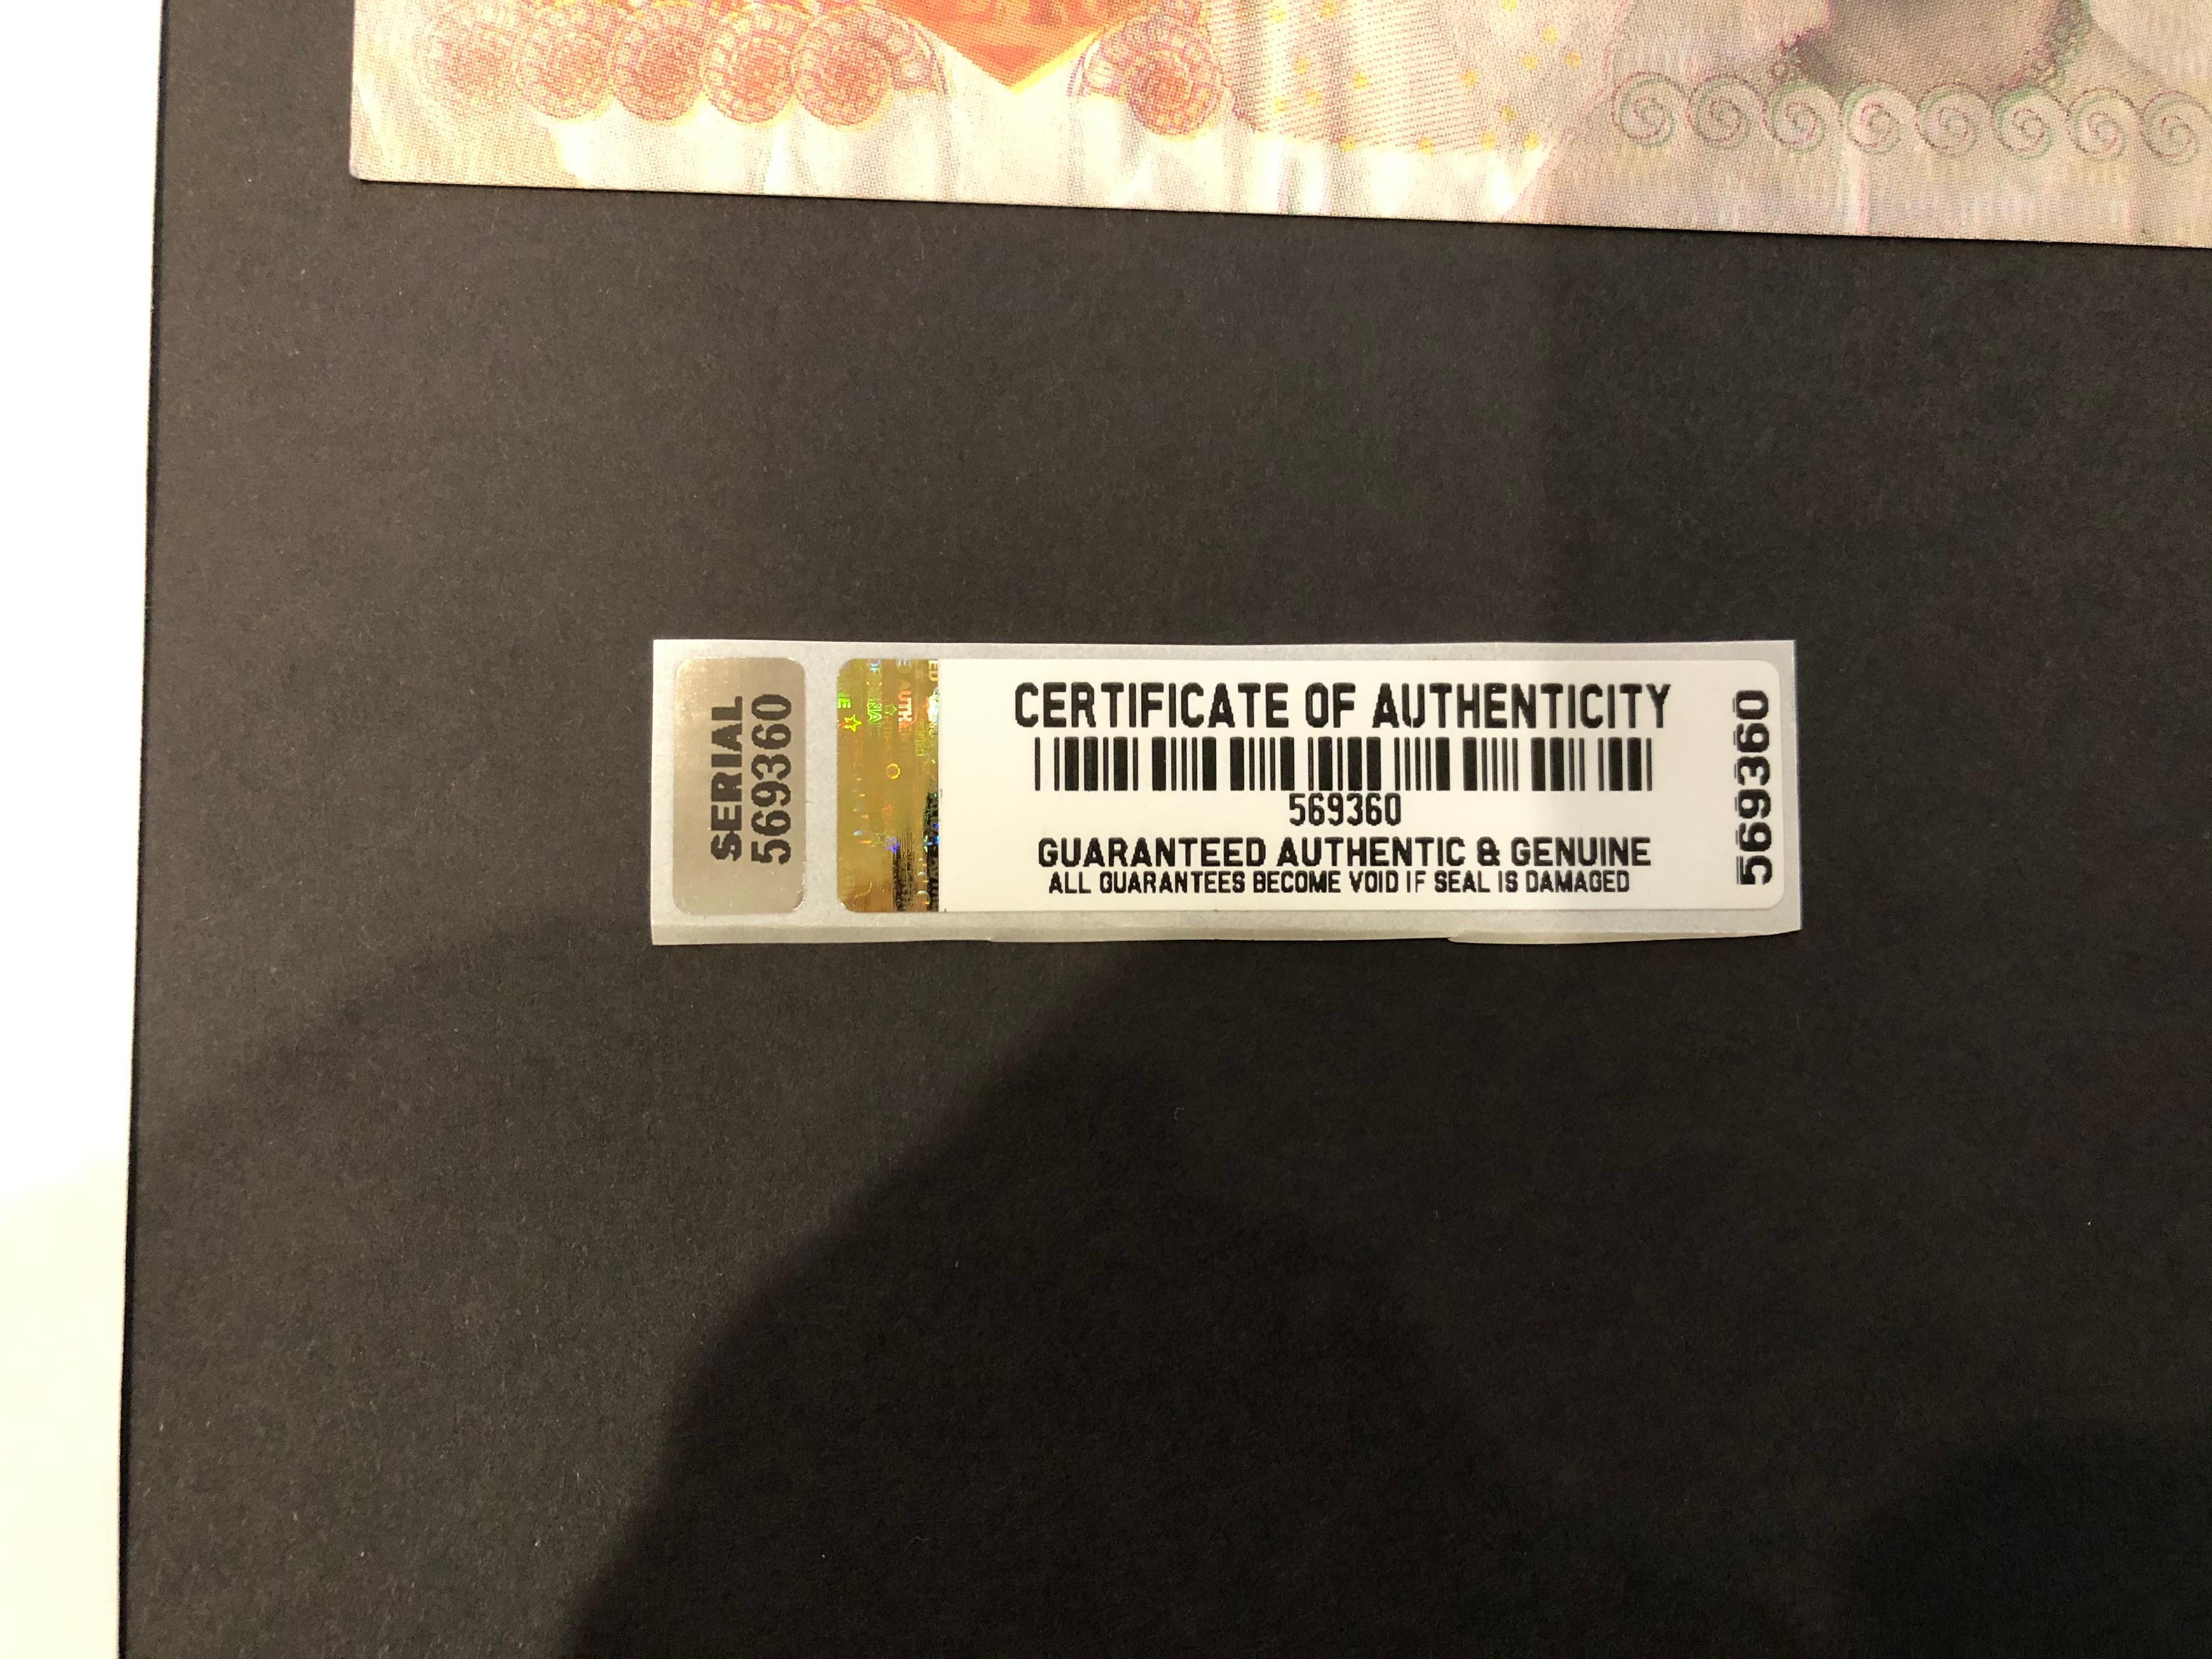 SERIAL
569360
CERTIFICATE OF AUTHENTICITY
569360
GUARANTEED AUTHENTIC & GENUINE
ALL GUARANTEES BECOME VOID IF SEAL IS DAMAGED
569360